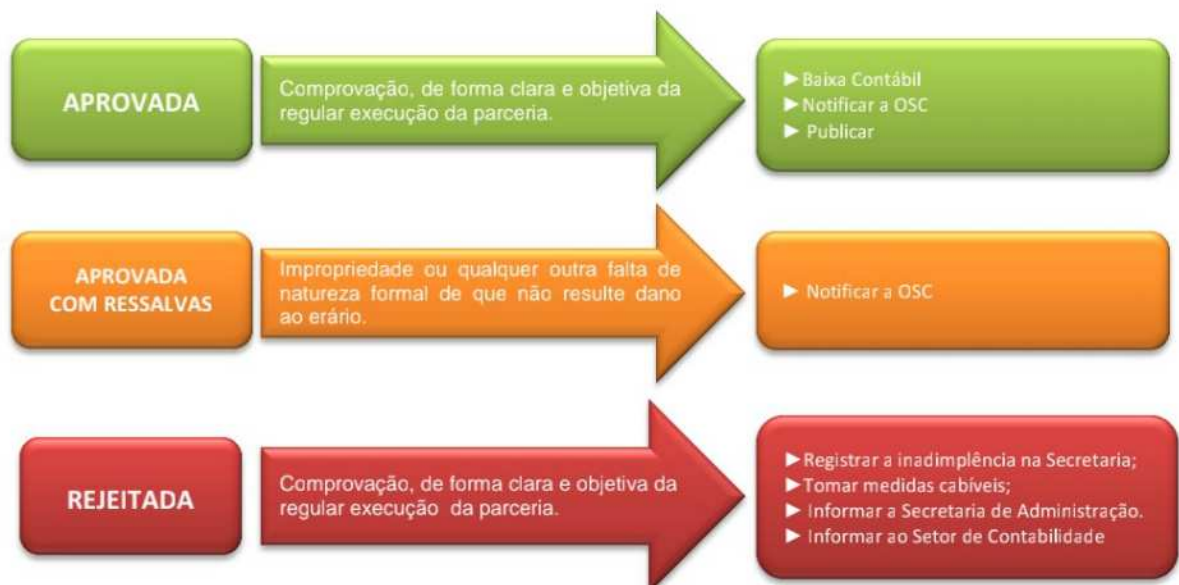 APROVADA
Comprovação, de forma clara e objetiva da
regular execução da parceria.
►Baixa Contábil
►Notificar a OSC
► Publicar
APROVADA
COM RESSALVAS
Impropriedade ou qualquer outra falta de
natureza formal de que não resulte dano
ao erário.
► Notificar a OSC
REJEITADA
Comprovação, de forma clara e objetiva da
regular execução da parceria.
►Registrar a inadimplência na Secretaria;
►Tomar medidas cabíveis;
► Informar a Secretaria de Administração.
► Informar ao Setor de Contabilidade